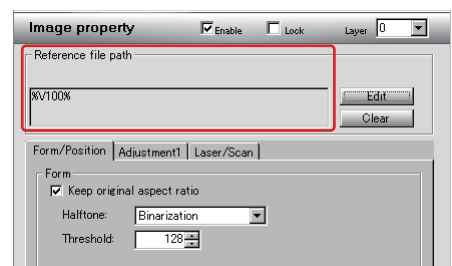 Image property Enable Lock Layer 0
Reference file path
%V100%
Edit
Clear
Form/Position Adjustment1 Laser/Scan
Form
Keep original aspect ratio
Halftone: Binarization
Threshold: 128